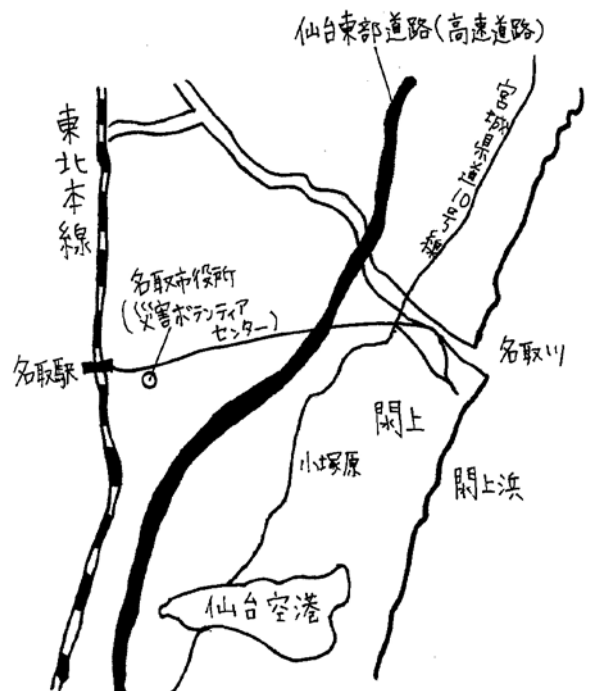 仙台東部道路(高速道路)
宮城県道10号線
東北本線
名取市役所
(災害ボランティア
センター)
名取駅
名取川
閖上
小塚原
閖上浜
仙台空港